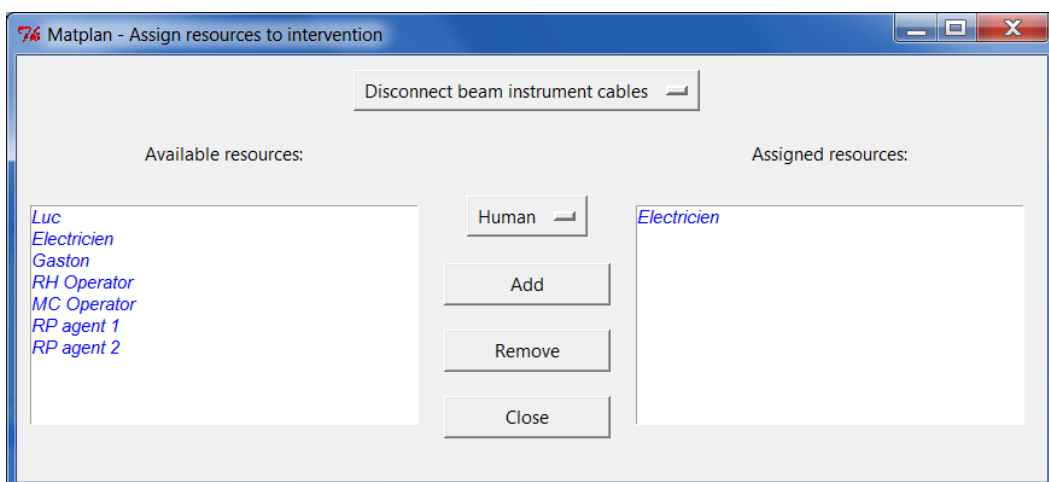 Matplan - Assign resources to intervention
Disconnect beam instrument cables
Available resources:
Assigned resources:
Luc
Electricien
Gaston
RH Operator
MC Operator
RP agent 1
RP agent 2
Human
Add
Remove
Close
Electricien